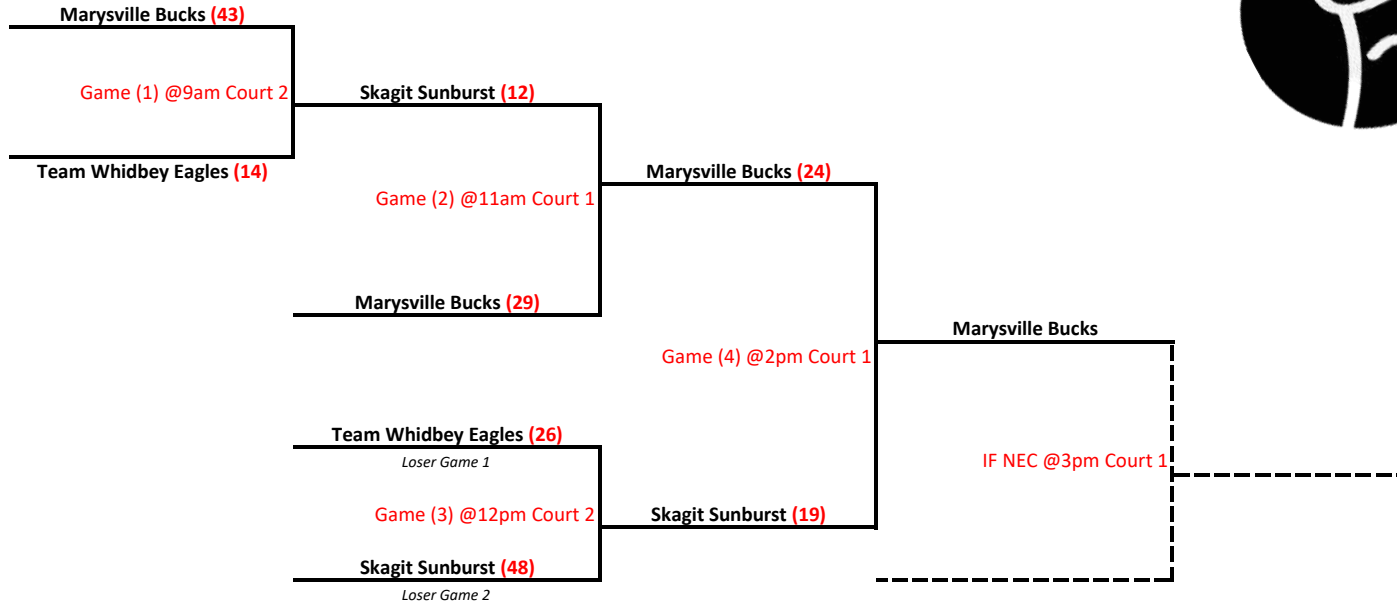 Marysville Bucks (43)
Game (1) @9am Court 2
Skagit Sunburst (12)
Team Whidbey Eagles (14)
Marysville Bucks (24)
Game (2) @11am Court 1
Marysville Bucks (29)
Marysville Bucks
Game (4) @2pm Court 1
Team Whidbey Eagles (26)
Loser Game 1
IF NEC @3pm Court 1
Game (3) @12pm Court 2
Skagit Sunburst (19)
Skagit Sunburst (48)
Loser Game 2